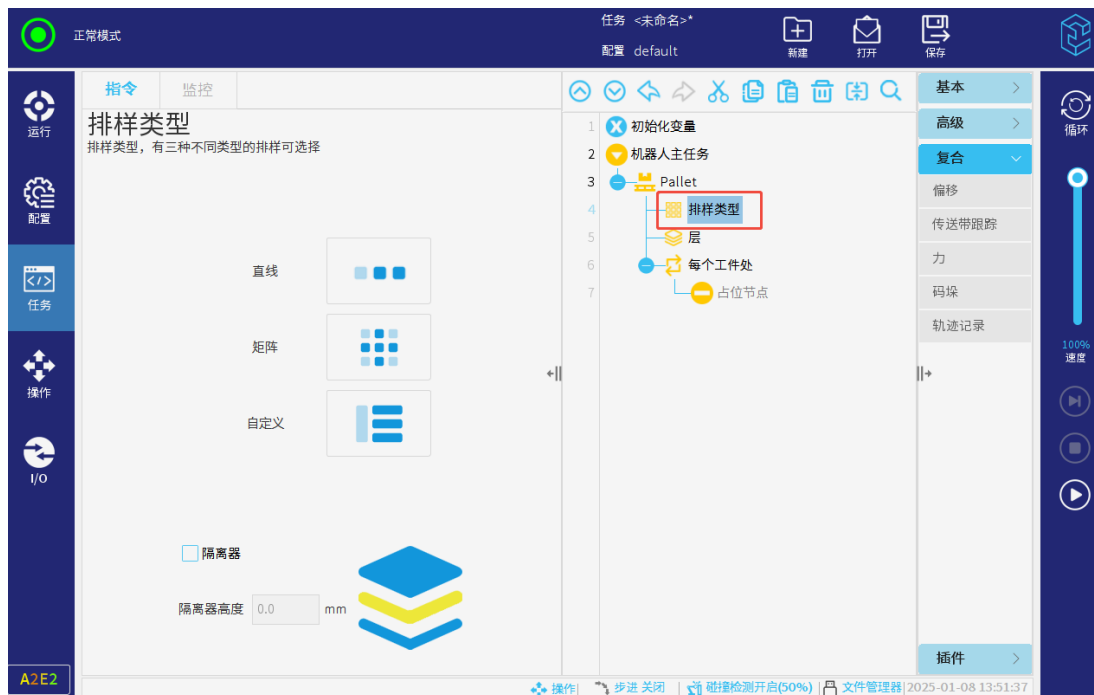 正常模式
任务 <未命名>*
配置 default
新建
打开
保存
运行
配置
任务
操作
I/O
A2E2
指令
监控
排样类型
排样类型，有三种不同类型的排样可选择
直线
矩阵
自定义
隔离器
隔离器高度 0.0 mm
1 初始化变量
2 机器人主任务
3 Pallet
4 排样类型
5 层
6 每个工件处
7 占位节点
基本
高级
复合
偏移
传送带跟踪
力
码垛
轨迹记录
插件
循环
100%
速度
操作| 步进 关闭 | 碰撞检测开启(50%) | 文件管理器|2025-01-08 13:51:37